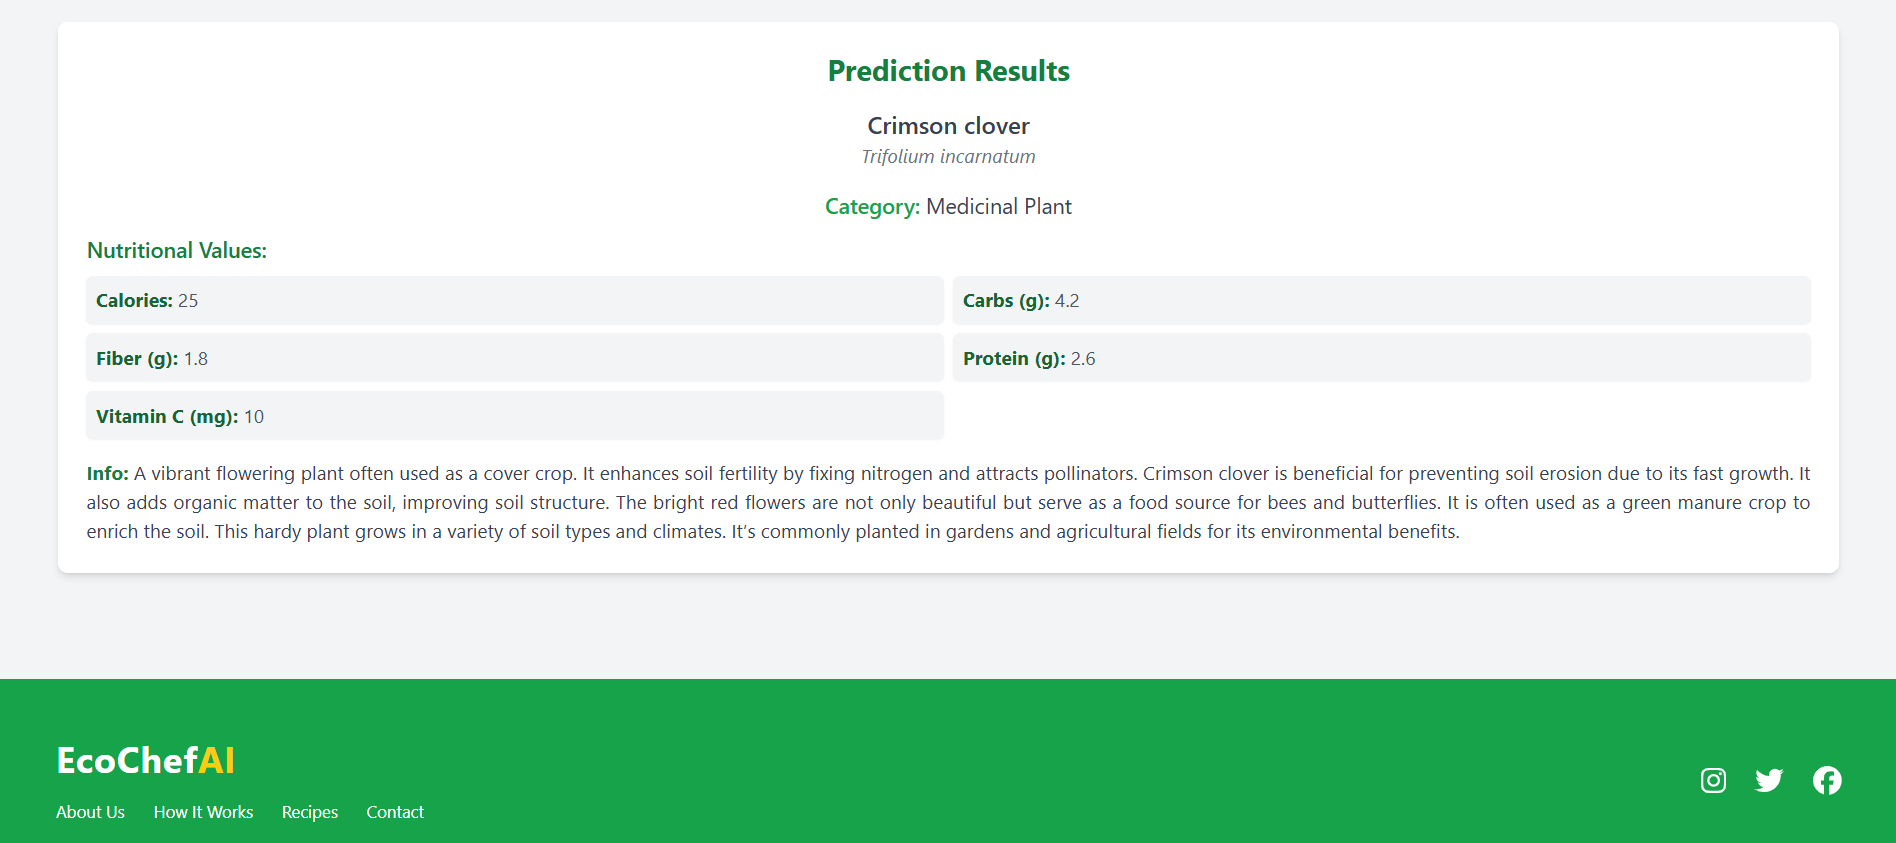 Prediction Results
Crimson clover
Trifolium incarnatum
Category: Medicinal Plant
Nutritional Values:
Calories: 25
Carbs (g): 4.2
Fiber (g): 1.8
Protein (g): 2.6
Vitamin C (mg): 10
Info: A vibrant flowering plant often used as a cover crop. It enhances soil fertility by fixing nitrogen and attracts pollinators. Crimson clover is beneficial for preventing soil erosion due to its fast growth. It
also adds organic matter to the soil, improving soil structure. The bright red flowers are not only beautiful but serve as a food source for bees and butterflies. It is often used as a green manure crop to
enrich the soil. This hardy plant grows in a variety of soil types and climates. It’s commonly planted in gardens and agricultural fields for its environmental benefits.
EcoChefAI
About Us How It Works Recipes Contact